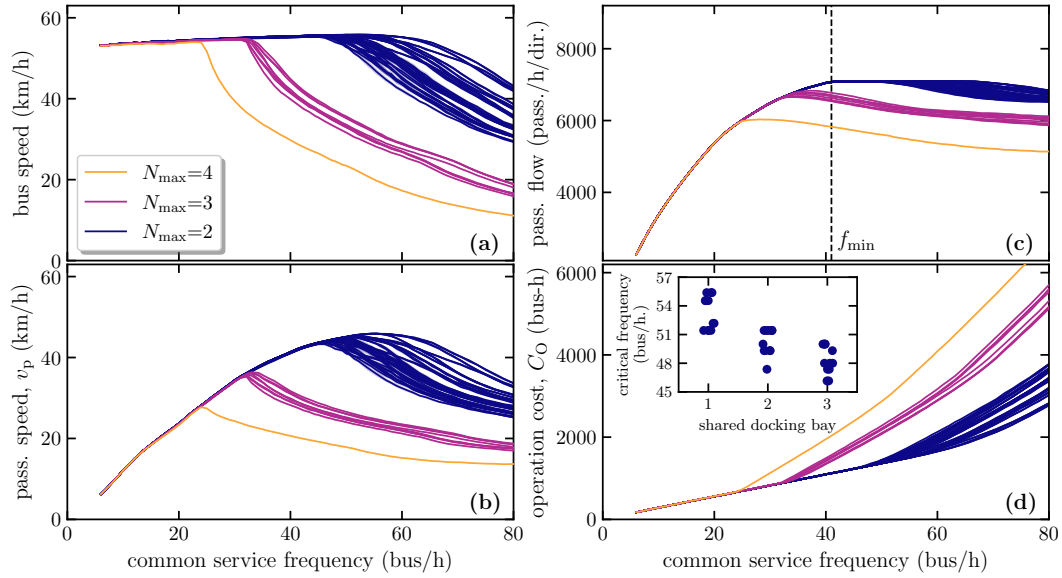 bus speed (km/h)
60
40
20
0
N_max=4
N_max=3
N_max=2
(a)
pass. flow (pass./h/dir.)
8000
6000
4000
f_min
(c)
pass. speed, v_p (km/h)
60
40
20
0
0 20 40 60 80
common service frequency (bus/h)
(b)
operation cost, C_O (bus-h)
6000
4000
2000
0
critical frequency
(bus/h.)
57
54
51
48
45
1 2 3
shared docking bay
(d)
0 20 40 60 80
common service frequency (bus/h)